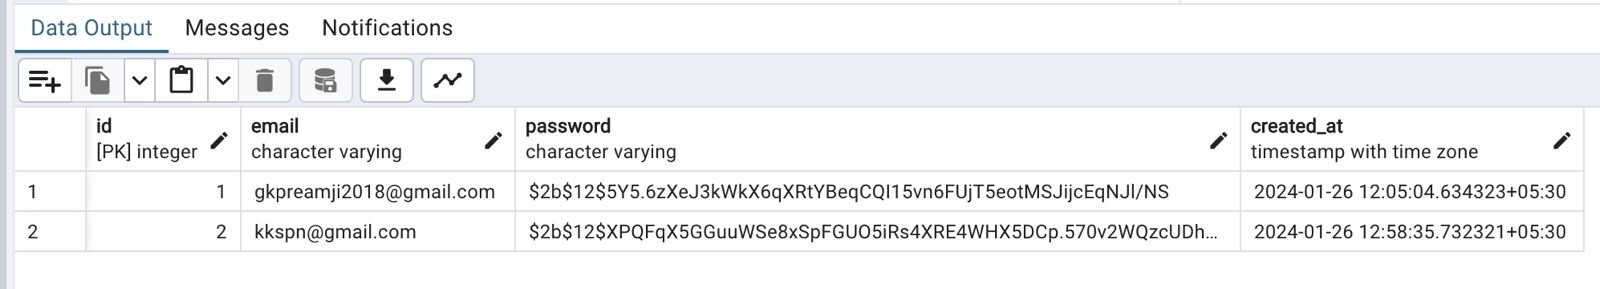 Data Output Messages Notifications
id email password created_at
[PK] integer character varying character varying timestamp with time zone
1 1 gkpreamji2018@gmail.com $2b$12$5Y5.6zXeJ3kWkX6qXRtYBeqCQI15vn6FUjT5eotMSJijcEqNJl/NS 2024-01-26 12:05:04.634323+05:30
2 2 kkspn@gmail.com $2b$12$XPQFqX5GGuuWSe8xSpFGUO5iRs4XRE4WHX5DCp.570v2WQzcUDh... 2024-01-26 12:58:35.732321+05:30